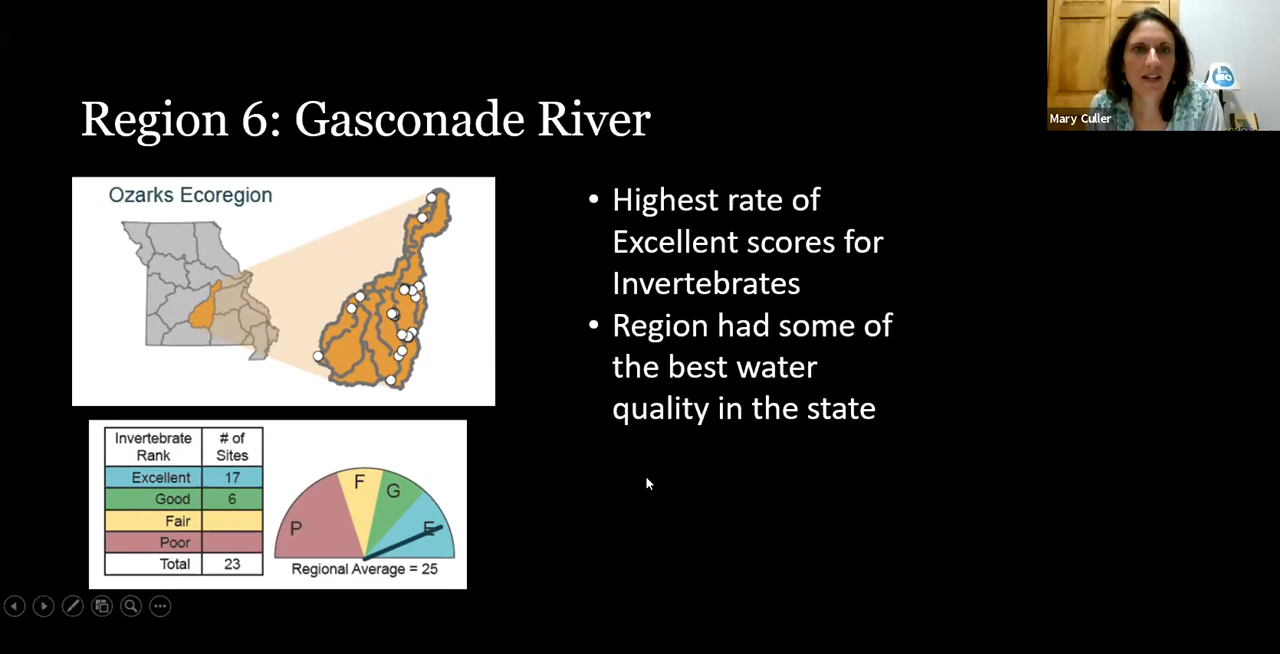 Region 6: Gasconade River
Mary Culler
Ozarks Ecoregion
• Highest rate of
Excellent scores for
Invertebrates
• Region had some of
the best water
quality in the state
Invertebrate Rank # of Sites
Excellent 17
Good 6
Fair
Poor
Total 23
P F G E
Regional Average = 25